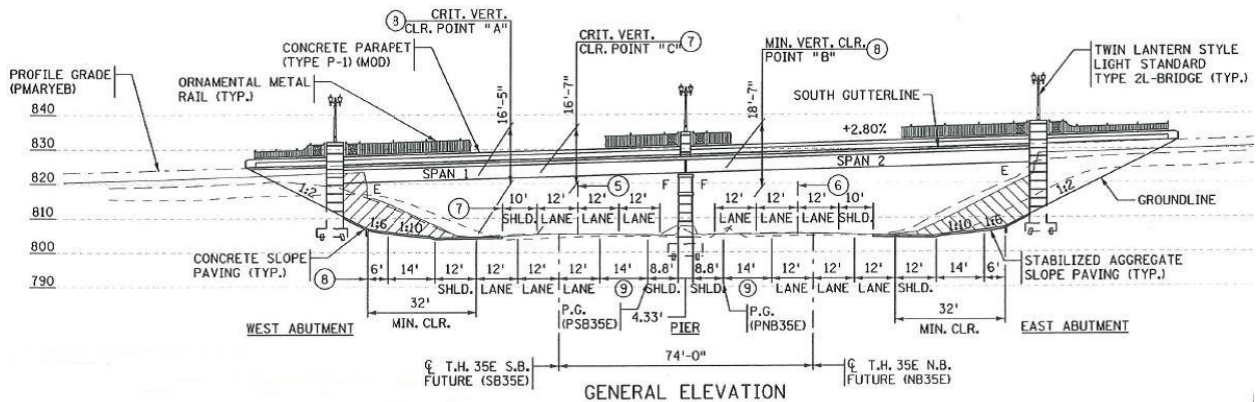 8
CRIT. VERT.
CLR. POINT "A"
CRIT. VERT.
CLR. POINT "C"
7
MIN. VERT. CLR.
POINT "B"
8
TWIN LANTERN STYLE
LIGHT STANDARD
TYPE 2L-BRIDGE (TYP.)
CONCRETE PARAPET
(TYPE P-1) (MOD)
PROFILE GRADE
(PMARYEB)
ORNAMENTAL METAL
RAIL (TYP.)
SOUTH GUTTERLINE
16'-5"
16'-7"
18'-7"
+2.80%
840
830
820
810
800
790
SPAN 1
SPAN 2
E
F
F
E
5
6
7
1:2
1:6
1:10
10'
12'
12'
12'
SHLD.
LANE
LANE
LANE
12'
12'
12'
10'
LANE
LANE
LANE
SHLD.
1:10
1:6
1:2
GROUNDLINE
CONCRETE SLOPE
PAVING (TYP.)
STABILIZED AGGREGATE
SLOPE PAVING (TYP.)
8
6'
14'
12'
12'
12'
12'
14'
8.8'
8.8'
14'
12'
12'
12'
12'
14'
6'
SHLD.
LANE
LANE
LANE
9
SHLD.
SHLD.
9
LANE
LANE
LANE
SHLD.
32'
MIN. CLR.
32'
MIN. CLR.
P.G.
(PSB35E)
4.33'
P.G.
(PNB35E)
WEST ABUTMENT
PIER
EAST ABUTMENT
74'-0"
℄ T.H. 35E S.B.
FUTURE (SB35E)
℄ T.H. 35E N.B.
FUTURE (NB35E)
GENERAL ELEVATION